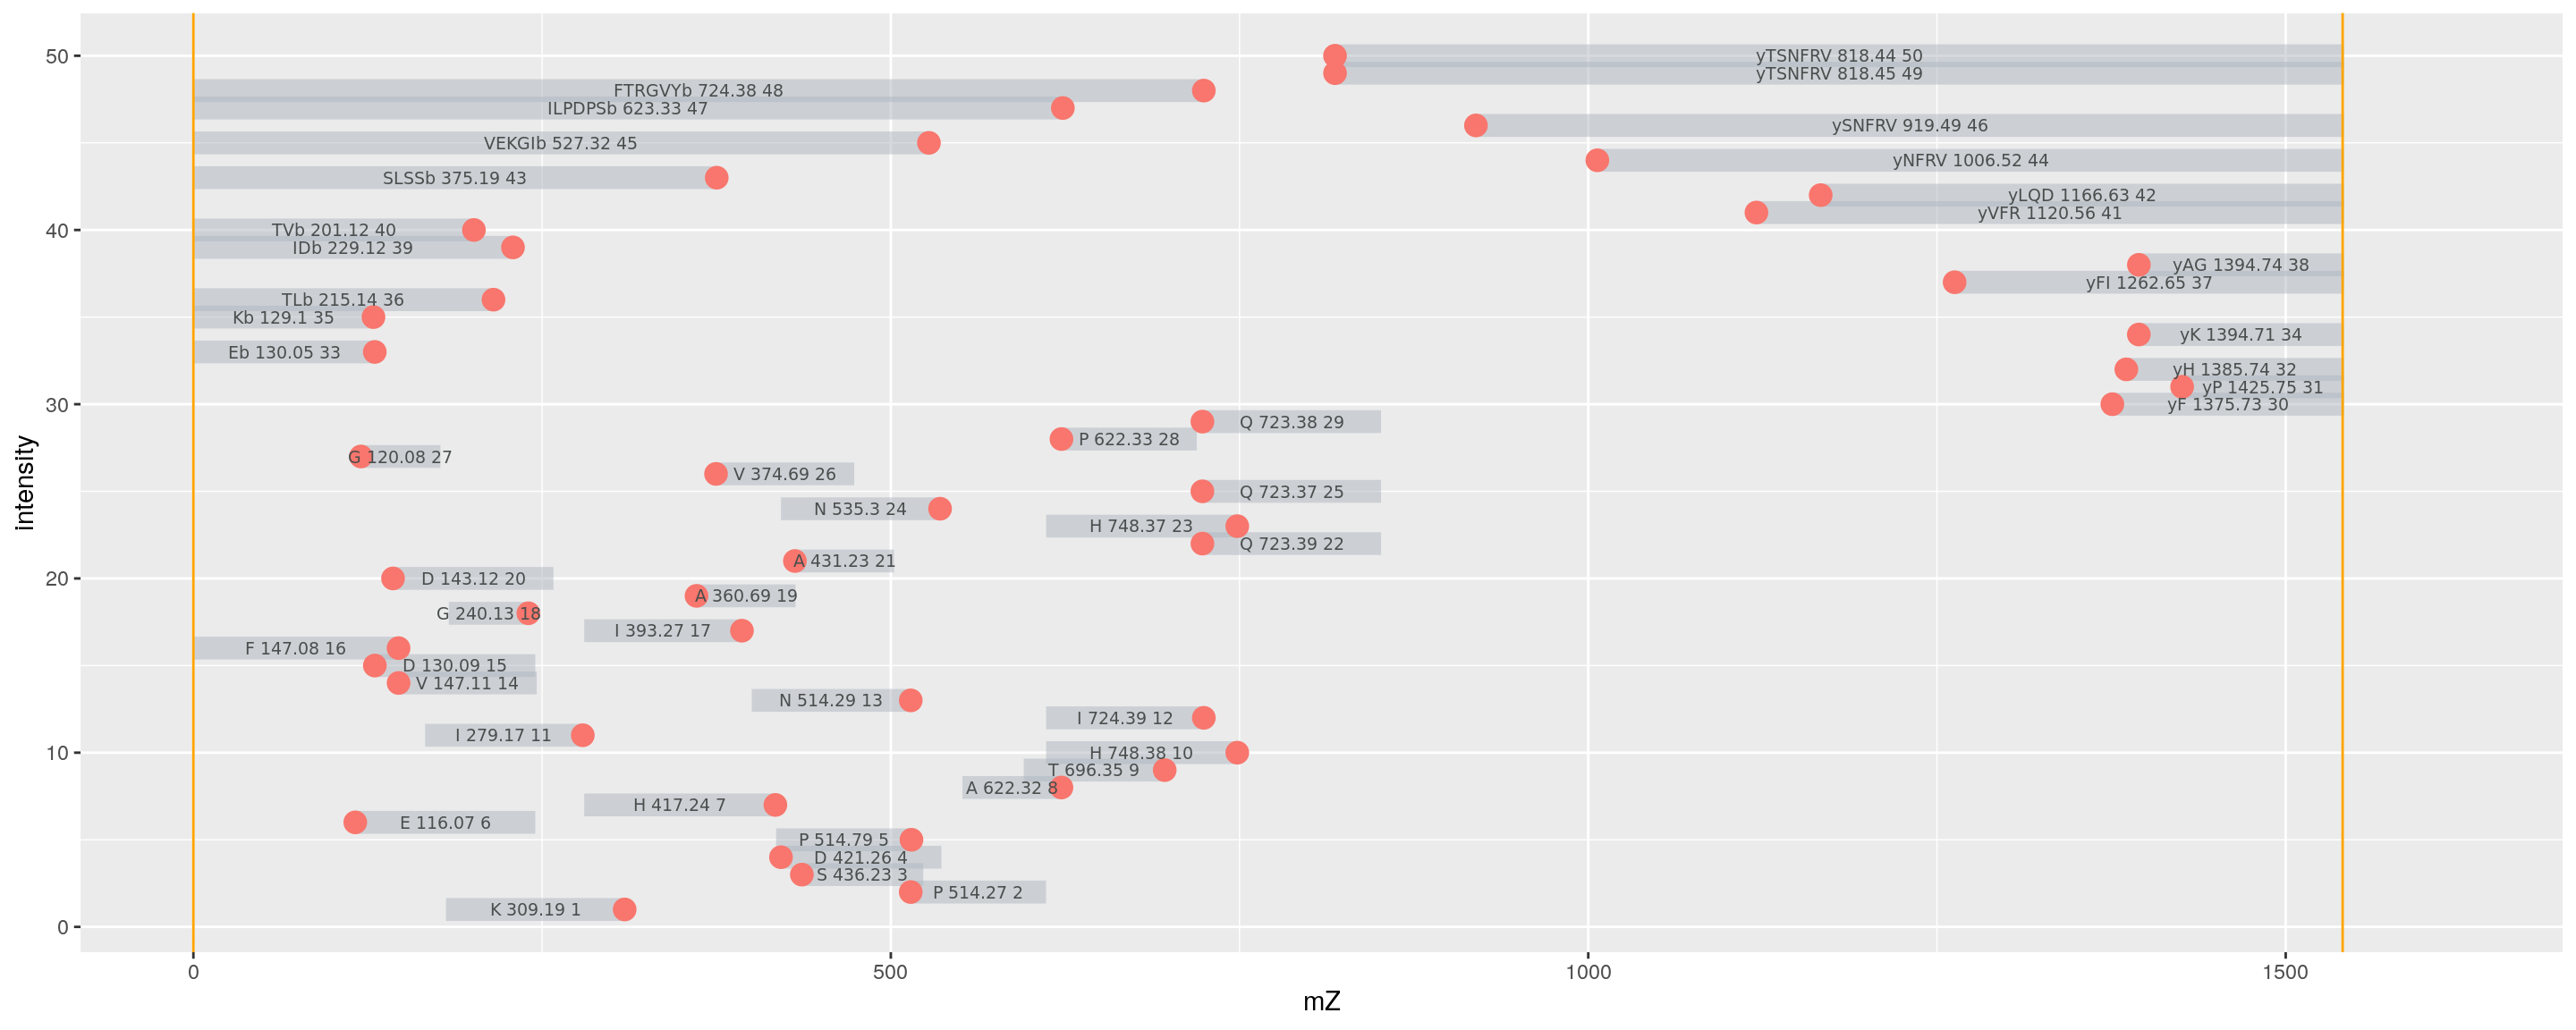 50
yTSNFRV 818.44 50
yTSNFRV 818.45 49
FTRGVYb 724.38 48
ILPDPSb 623.33 47
ySNFRV 919.49 46
VEKGIb 527.32 45
yNFRV 1006.52 44
SLSSb 375.19 43
yLQD 1166.63 42
yVFR 1120.56 41
40
TVb 201.12 40
IDb 229.12 39
yAG 1394.74 38
yFI 1262.65 37
TLb 215.14 36
Kb 129.1 35
yK 1394.71 34
Eb 130.05 33
yH 1385.74 32
yP 1425.75 31
30
yF 1375.73 30
Q 723.38 29
P 622.33 28
G 120.08 27
V 374.69 26
Q 723.37 25
N 535.3 24
H 748.37 23
Q 723.39 22
A 431.23 21
20
D 143.12 20
A 360.69 19
G 240.13 18
I 393.27 17
F 147.08 16
D 130.09 15
V 147.11 14
N 514.29 13
I 724.39 12
I 279.17 11
10
H 748.38 10
T 696.35 9
A 622.32 8
H 417.24 7
E 116.07 6
P 514.79 5
D 421.26 4
S 436.23 3
P 514.27 2
K 309.19 1
0
intensity
0 500 1000 1500
mZ